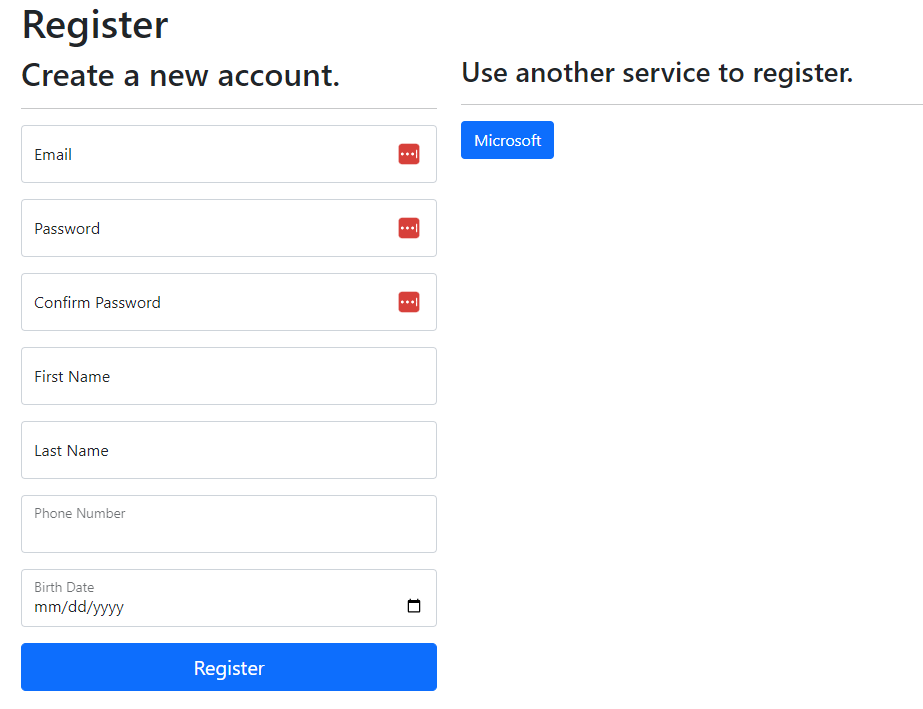 Register
Create a new account.
Email
Password
Confirm Password
First Name
Last Name
Phone Number
Birth Date
mm/dd/yyyy
Register
Use another service to register.
Microsoft